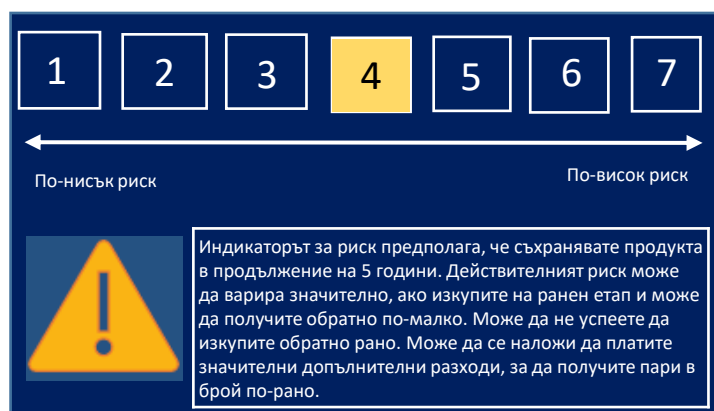 1 2 3 4 5 6 7
По-нисък риск По-висок риск
Индикаторът за риск предполага, че съхранявате продукта
в продължение на 5 години. Действителният риск може
да варира значително, ако изкупите на ранен етап и може
да получите обратно по-малко. Може да не успеете да
изкупите обратно рано. Може да се наложи да платите
значителни допълнителни разходи, за да получите пари в
брой по-рано.